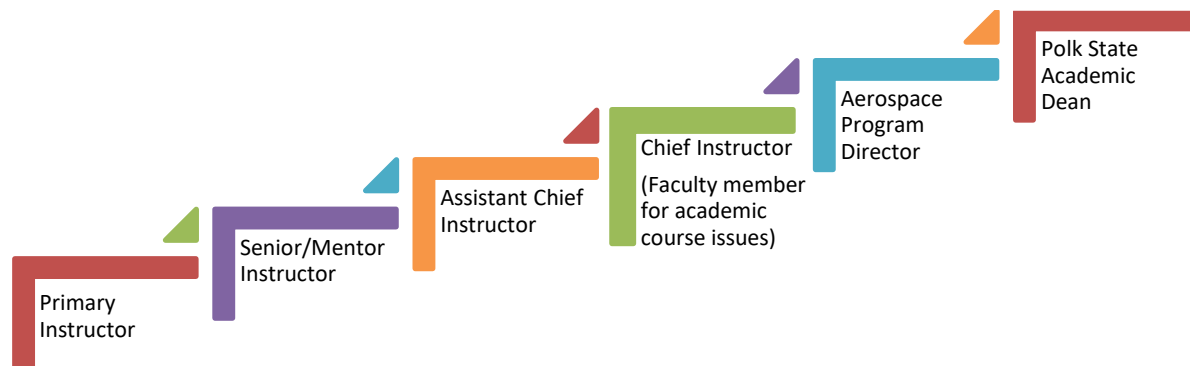 Primary
Instructor
Senior/Mentor
Instructor
Assistant Chief
Instructor
Chief Instructor
(Faculty member
for academic
course issues)
Aerospace
Program
Director
Polk State
Academic
Dean